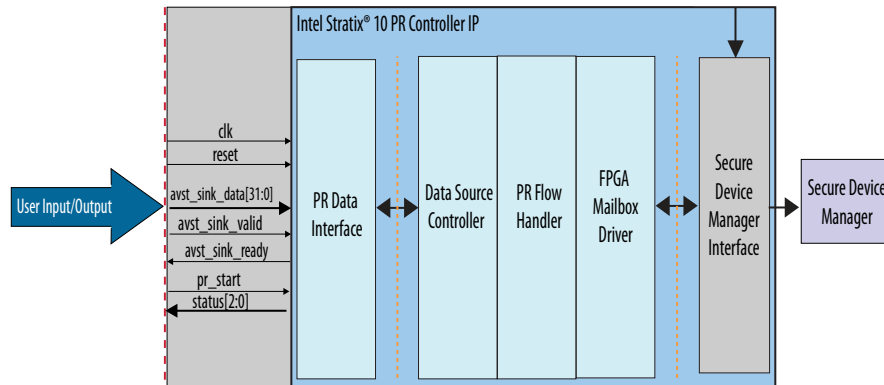 Intel Stratix® 10 PR Controller IP
clk
reset
avst_sink_data[31:0]
avst_sink_valid
avst_sink_ready
pr_start
status[2:0]
User Input/Output
PR Data
Interface
Data Source
Controller
PR Flow
Handler
FPGA
Mailbox
Driver
Secure
Device
Manager
Interface
Secure Device
Manager